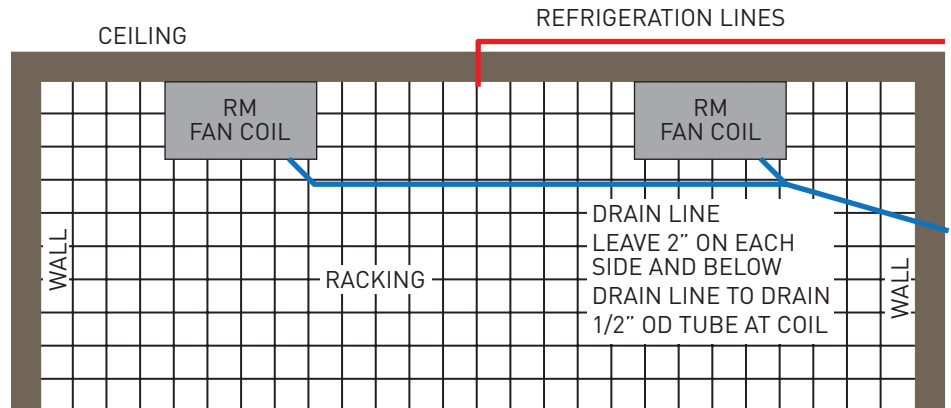 REFRIGERATION LINES
CEILING
RM
FAN COIL
RM
FAN COIL
DRAIN LINE
LEAVE 2” ON EACH
SIDE AND BELOW
DRAIN LINE TO DRAIN
1/2” OD TUBE AT COIL
WALL
RACKING
WALL